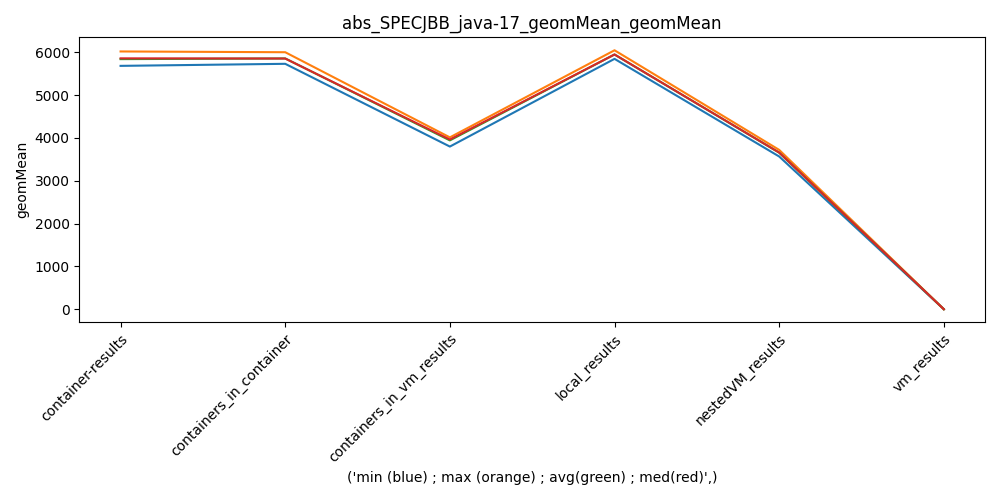 abs_SPECJBB_java-17_geomMean_geomMean
geomMean
6000
5000
4000
3000
2000
1000
0
container-results
containers_in_container
containers_in_vm_results
local_results
nestedVM_results
vm_results
('min (blue) ; max (orange) ; avg(green) ; med(red)',)